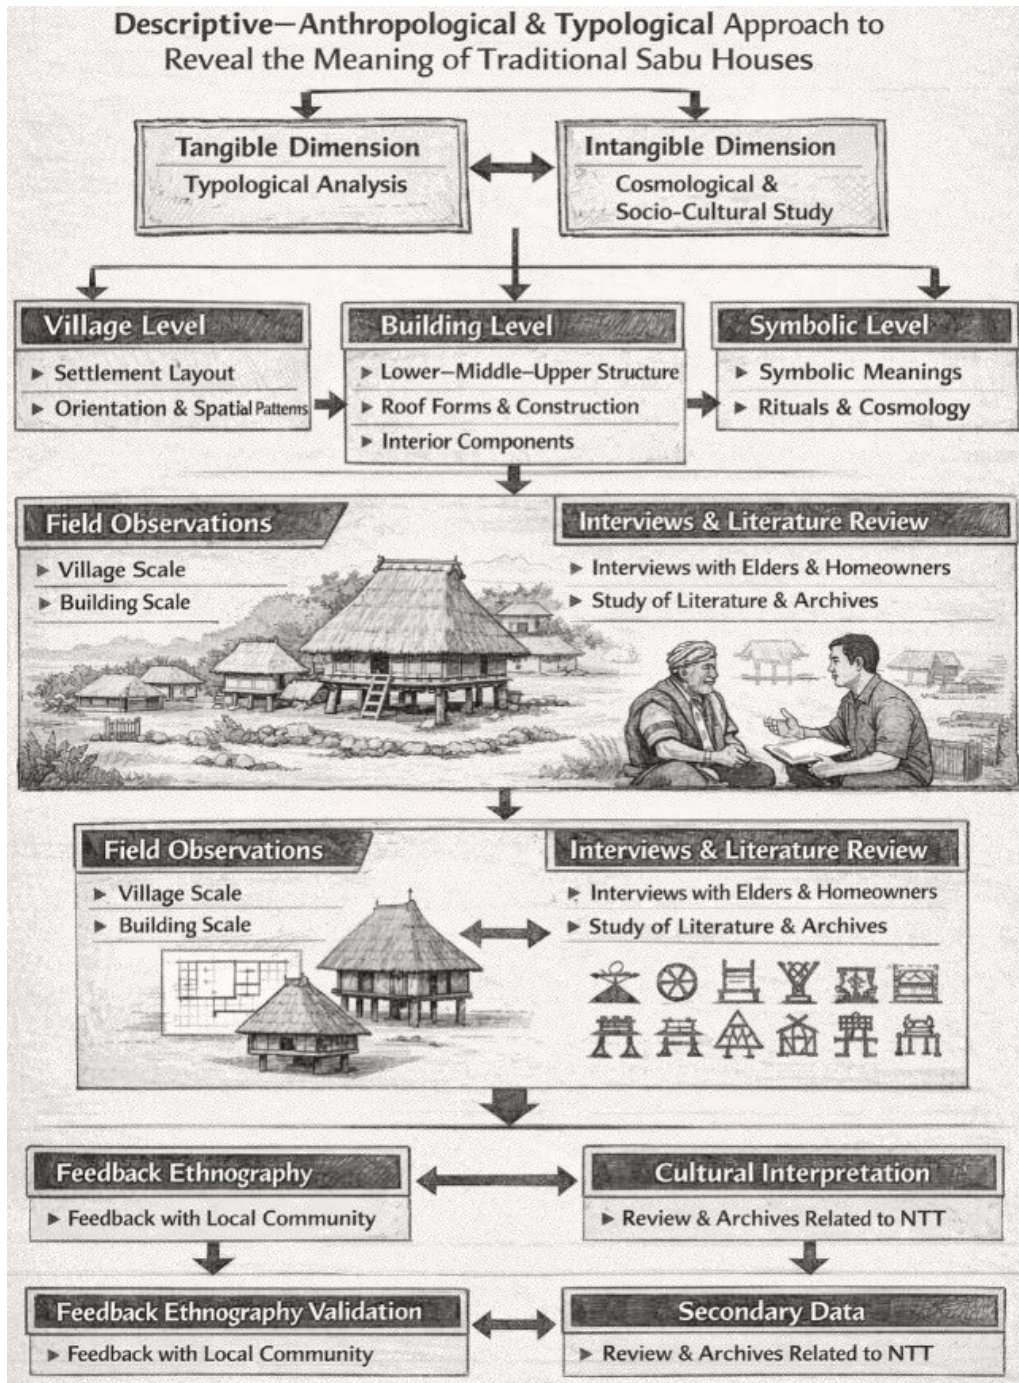 Descriptive—Anthropological & Typological Approach to
Reveal the Meaning of Traditional Sabu Houses
Tangible Dimension
Typological Analysis
Intangible Dimension
Cosmological &
Socio-Cultural Study
Village Level
▸ Settlement Layout
▸ Orientation & Spatial Patterns
Building Level
▸ Lower—Middle—Upper Structure
▸ Roof Forms & Construction
▸ Interior Components
Symbolic Level
▸ Symbolic Meanings
▸ Rituals & Cosmology
Field Observations
▸ Village Scale
▸ Building Scale
Interviews & Literature Review
▸ Interviews with Elders & Homeowners
▸ Study of Literature & Archives
Field Observations
▸ Village Scale
▸ Building Scale
Interviews & Literature Review
▸ Interviews with Elders & Homeowners
▸ Study of Literature & Archives
Feedback Ethnography
▸ Feedback with Local Community
Cultural Interpretation
▸ Review & Archives Related to NTT
Feedback Ethnography Validation
▸ Feedback with Local Community
Secondary Data
▸ Review & Archives Related to NTT